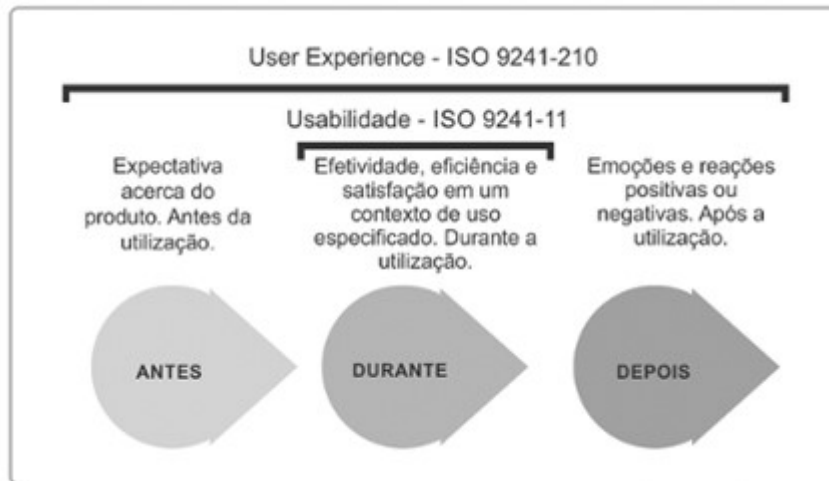 User Experience - ISO 9241-210
Usabilidade - ISO 9241-11
Expectativa
acerca do
produto. Antes da
utilização.
Efetividade, eficiência e
satisfação em um
contexto de uso
especificado. Durante a
utilização.
Emoções e reações
positivas ou
negativas. Após a
utilização.
ANTES
DURANTE
DEPOIS